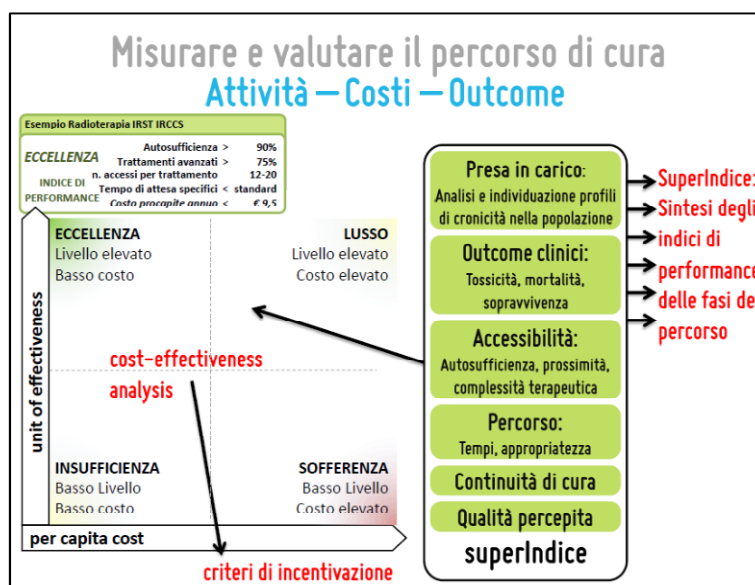 Misurare e valutare il percorso di cura
Attività – Costi – Outcome
Esempio Radioterapia IRST IRCCS
ECCELLENZA
INDICE DI
PERFORMANCE
Autosufficienza > 90%
Trattamenti avanzati > 75%
n. accessi per trattamento 12-20
Tempo di attesa specifici < standard
Costo procapite annuo < € 9,5
unit of effectiveness
ECCELLENZA
Livello elevato
Basso costo
LUSSO
Livello elevato
Costo elevato
cost-effectiveness
analysis
INSUFFICIENZA
Basso Livello
Basso costo
SOFFERENZA
Basso Livello
Costo elevato
per capita cost
criteri di incentivazione
Presa in carico:
Analisi e individuazione profili
di cronicità nella popolazione
Outcome clinici:
Tossicità, mortalità,
sopravvivenza
Accessibilità:
Autosufficienza, prossimità,
complessità terapeutica
Percorso:
Tempi, appropriatezza
Continuità di cura
Qualità percepita
superIndice
SuperIndice:
Sintesi degli
indici di
performance
delle fasi de
percorso